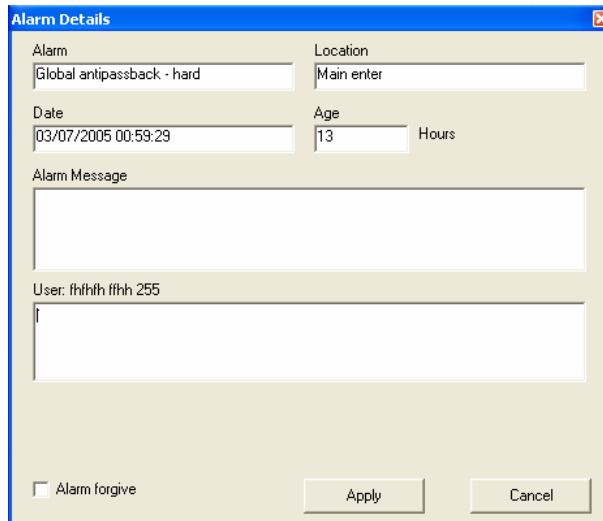 Alarm Details
Alarm Location
Global antipassback - hard Main enter
Date Age
03/07/2005 00:59:29 13 Hours
Alarm Message
User: fhfhfh ffhh 255
Alarm forgive Apply Cancel